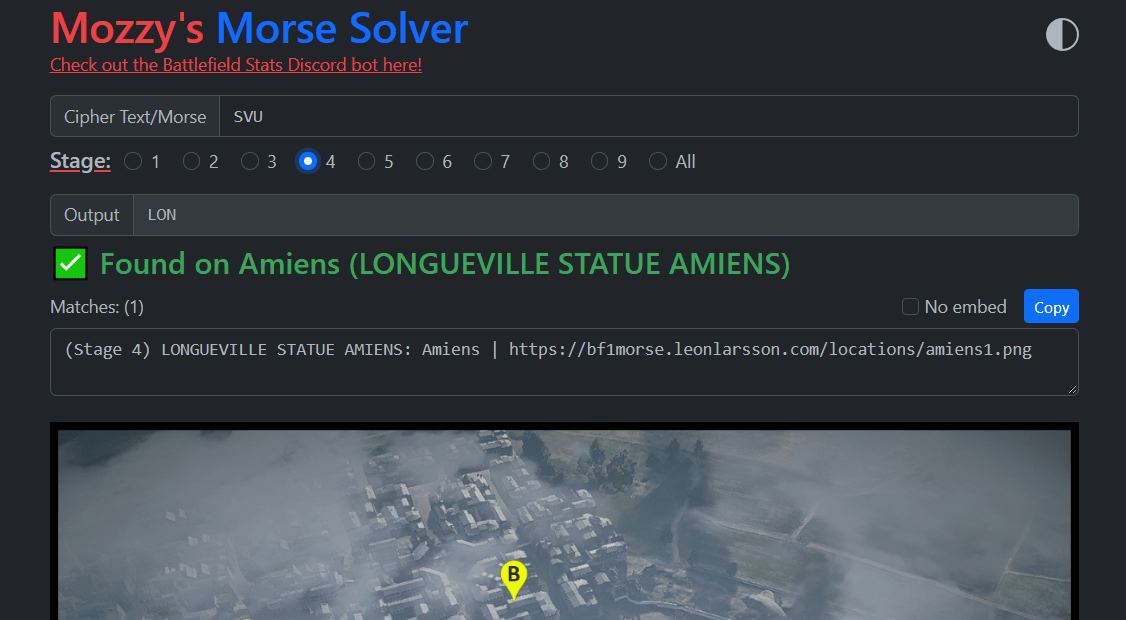 Mozzy's Morse Solver
Check out the Battlefield Stats Discord bot here!
Cipher Text/Morse SVU
Stage: 1 2 3 4 5 6 7 8 9 All
Output LON
Found on Amiens (LONGUEVILLE STATUE AMIENS)
Matches: (1) No embed Copy
(Stage 4) LONGUEVILLE STATUE AMIENS: Amiens | https://bf1morse.leonlarsson.com/locations/amiens1.png
B